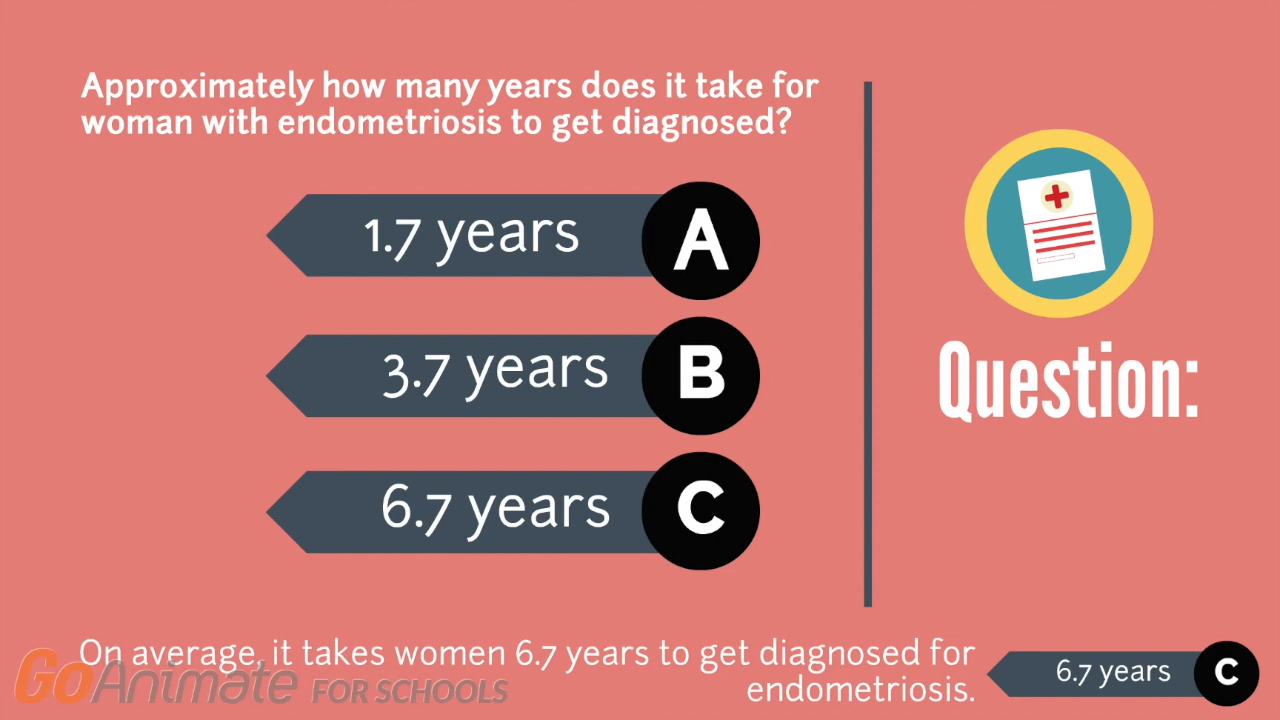 Approximately how many years does it take for
woman with endometriosis to get diagnosed?
1.7 years
A
3.7 years
B
6.7 years
C
Question:
On average, it takes women 6.7 years to get diagnosed for
endometriosis.
6.7 years
C
GoAnimate FOR SCHOOLS